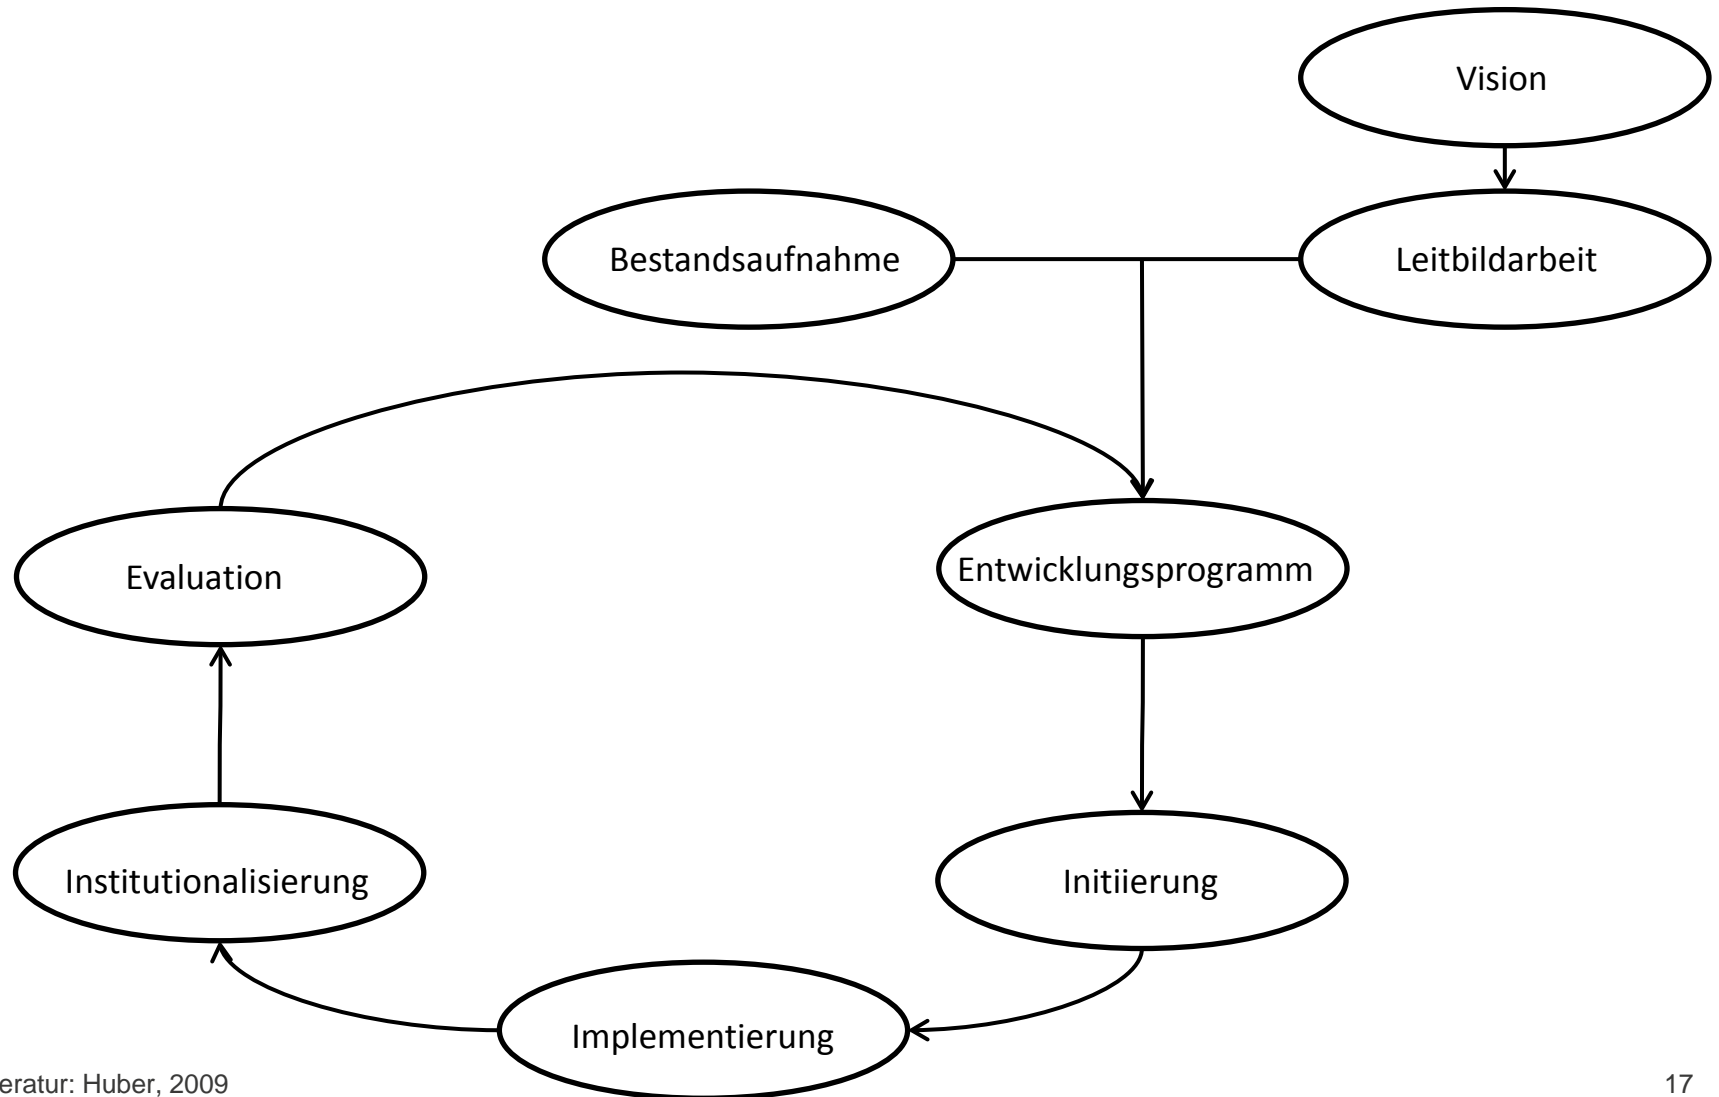 Vision
Bestandsaufnahme
Leitbildarbeit
Evaluation
Entwicklungsprogramm
Institutionalisierung
Initiierung
Implementierung
eratur: Huber, 2009
17